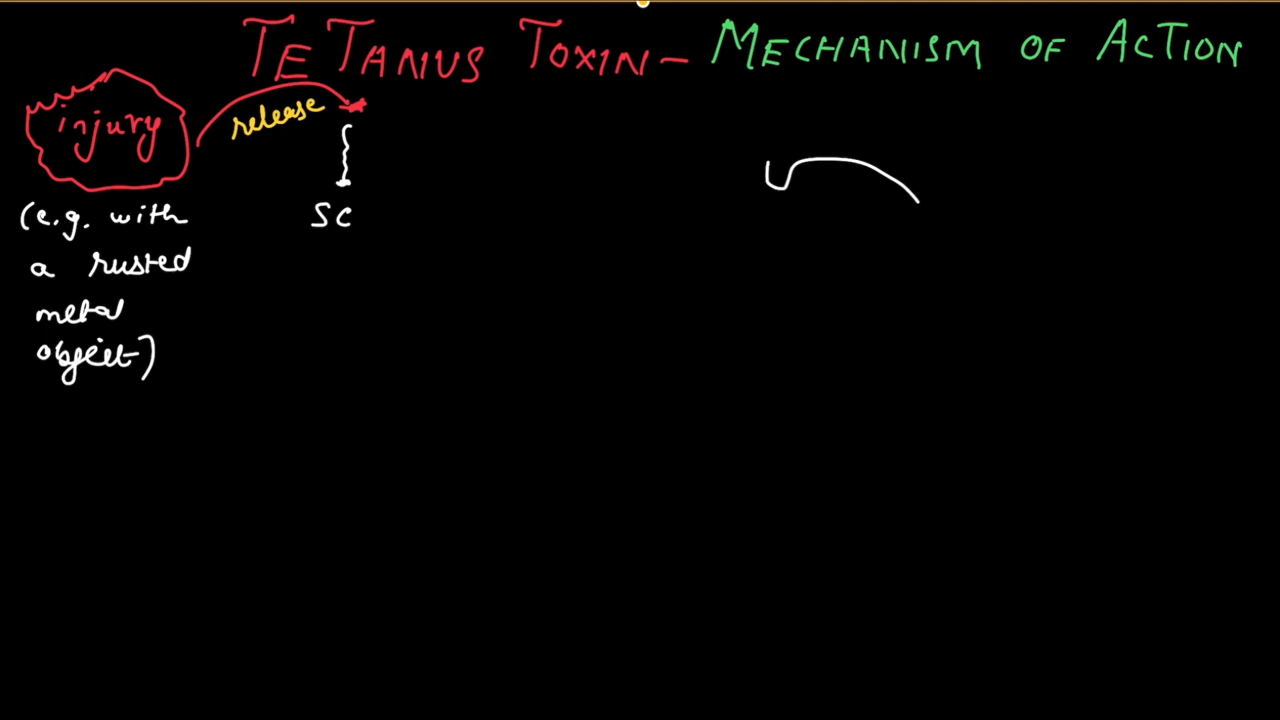 TETANUS TOXIN - MECHANISM OF ACTION
injury
release
SC
(e.g. with
a rusted
metal
object)